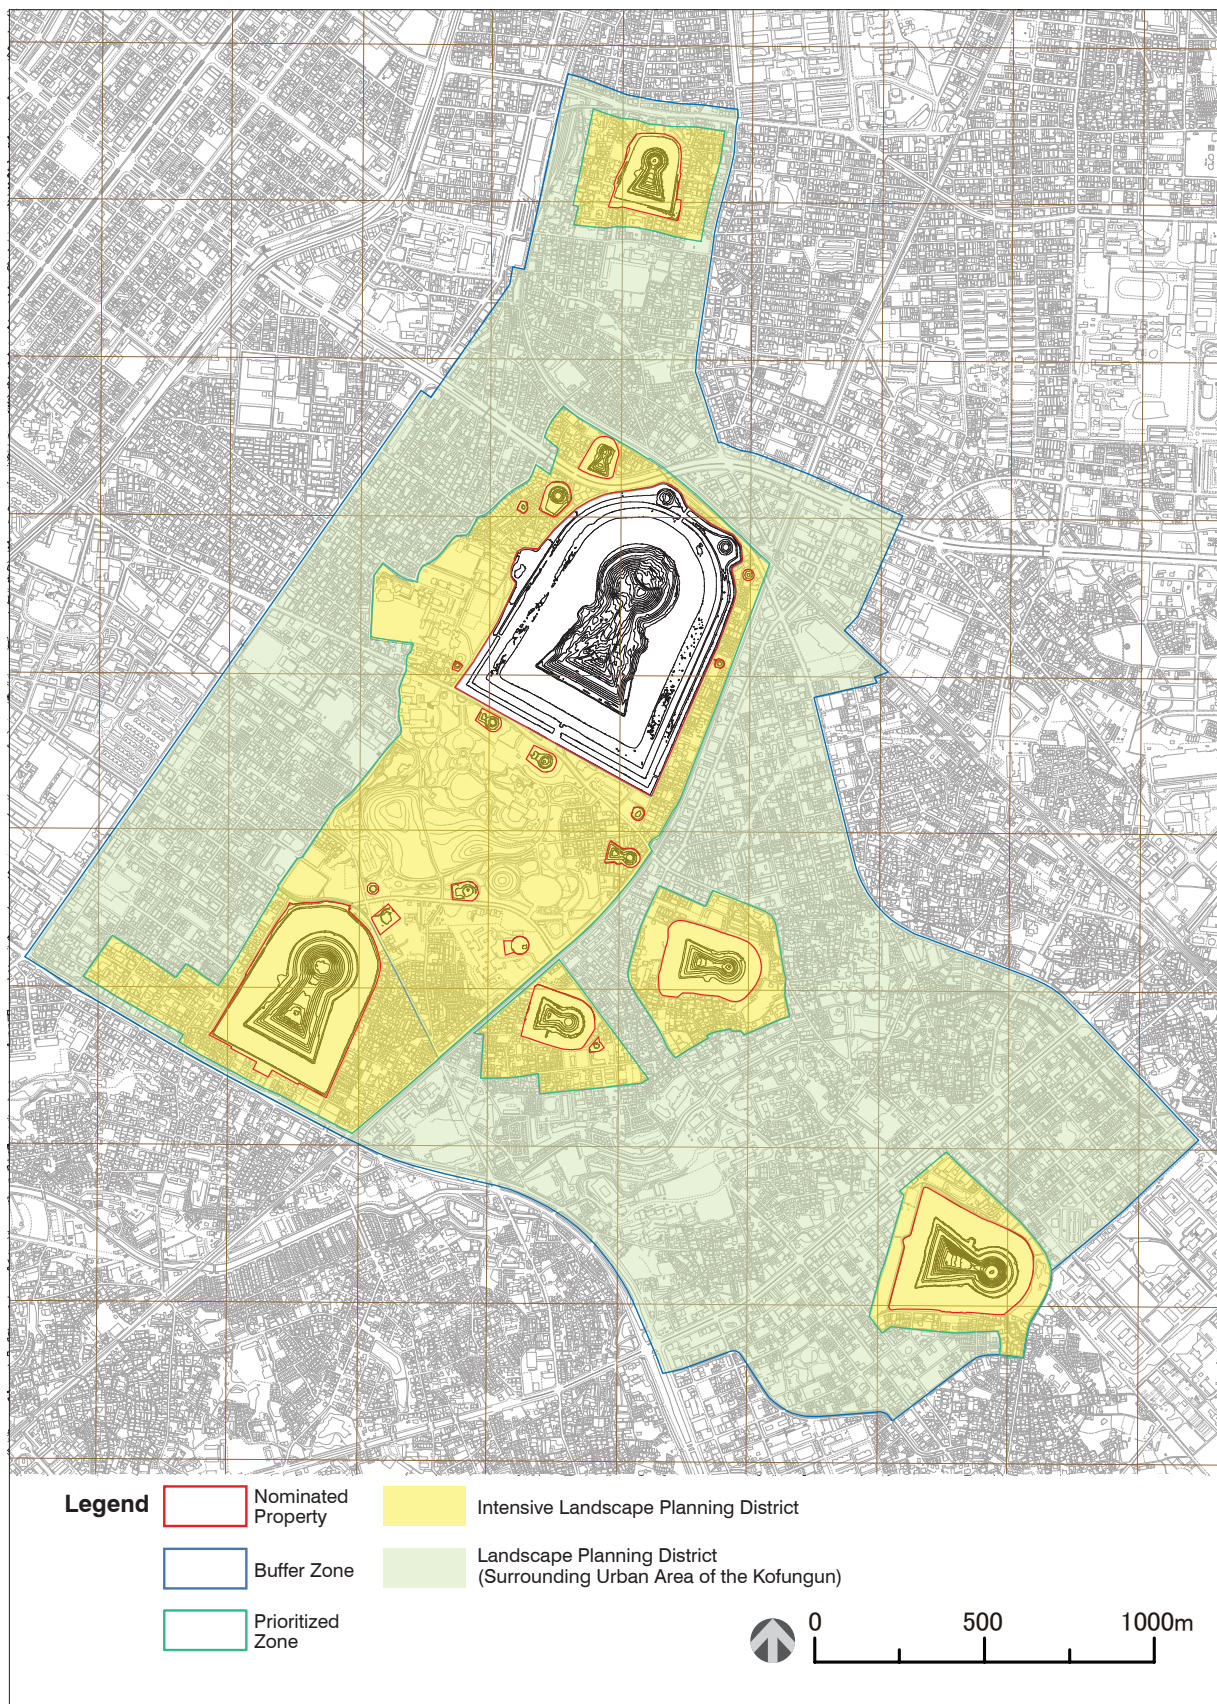 Legend
Nominated
Property
Intensive Landscape Planning District
Buffer Zone
Landscape Planning District
(Surrounding Urban Area of the Kofungun)
Prioritized
Zone
0 500 1000m